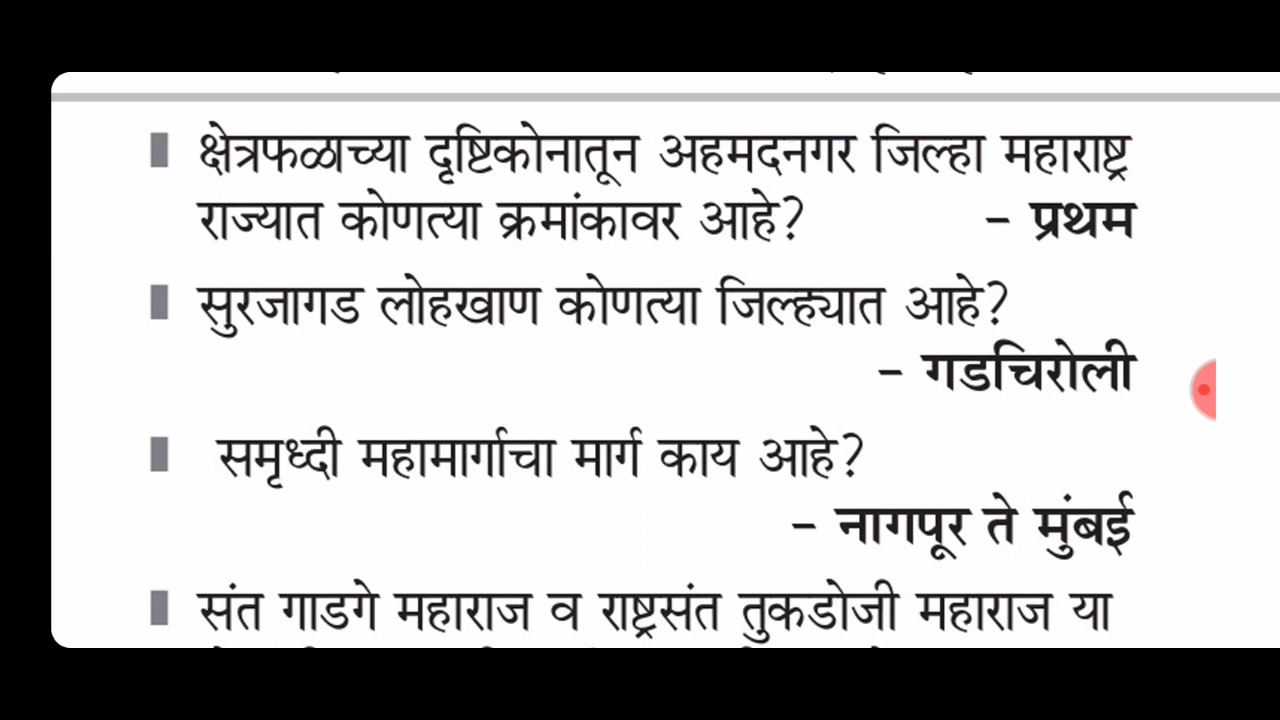 क्षेत्रफळाच्या दृष्टिकोनातून अहमदनगर जिल्हा महाराष्ट्र
राज्यात कोणत्या क्रमांकावर आहे? – प्रथम
सुरजागड लोहखाण कोणत्या जिल्ह्यात आहे?
– गडचिरोली
समृध्दी महामार्गाचा मार्ग काय आहे?
– नागपूर ते मुंबई
संत गाडगे महाराज व राष्ट्रसंत तुकडोजी महाराज या